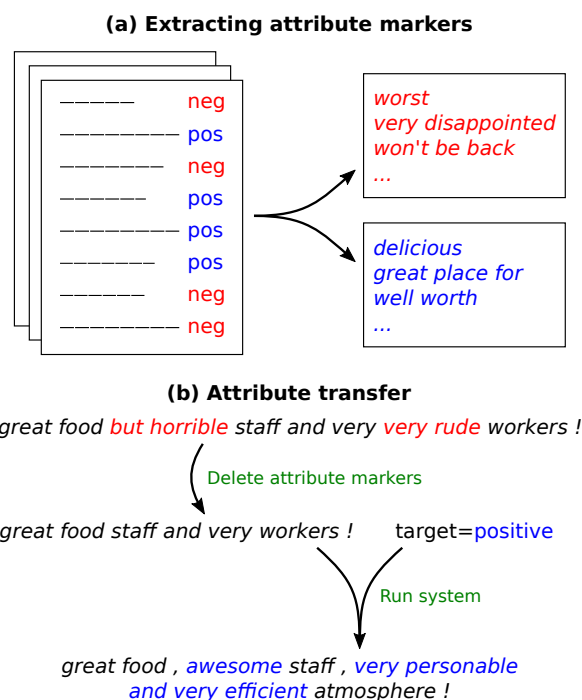 (a) Extracting attribute markers
neg
pos
neg
pos
pos
pos
neg
neg
worst
very disappointed
won't be back
...
delicious
great place for
well worth
...
(b) Attribute transfer
great food but horrible staff and very very rude workers !
Delete attribute markers
great food staff and very workers !
target=positive
Run system
great food , awesome staff , very personable
and very efficient atmosphere !